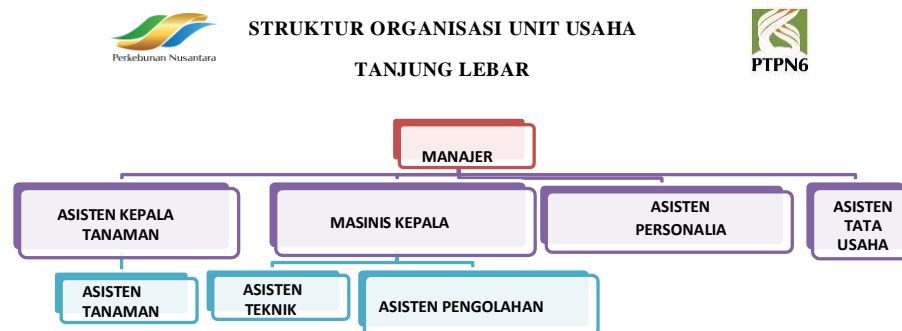 STRUKTUR ORGANISASI UNIT USAHA
TANJUNG LEBAR
Perkebunan Nusantara
PTPN6
MANAJER
ASISTEN KEPALA
TANAMAN
MASINIS KEPALA
ASISTEN
PERSONALIA
ASISTEN
TATA
USAHA
ASISTEN
TANAMAN
ASISTEN
TEKNIK
ASISTEN PENGOLAHAN